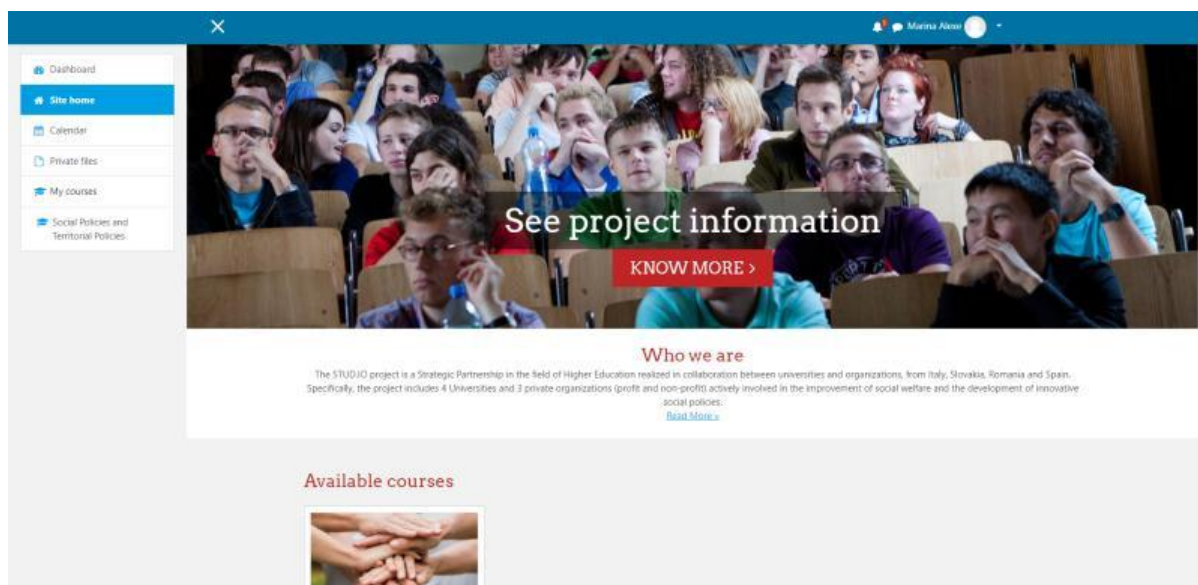 Marina Alexe
Dashboard
Site home
Calendar
Private files
My courses
Social Policies and
Territorial Policies
See project information
KNOW MORE >
Who we are
The STUD.IO project is a Strategic Partnership in the field of Higher Education realized in collaboration between universities and organizations, from Italy, Slovakia, Romania and Spain.
Specifically, the project includes 4 Universities and 3 private organizations (profit and non-profit) actively involved in the improvement of social welfare and the development of innovative
social policies.
Read More »
Available courses